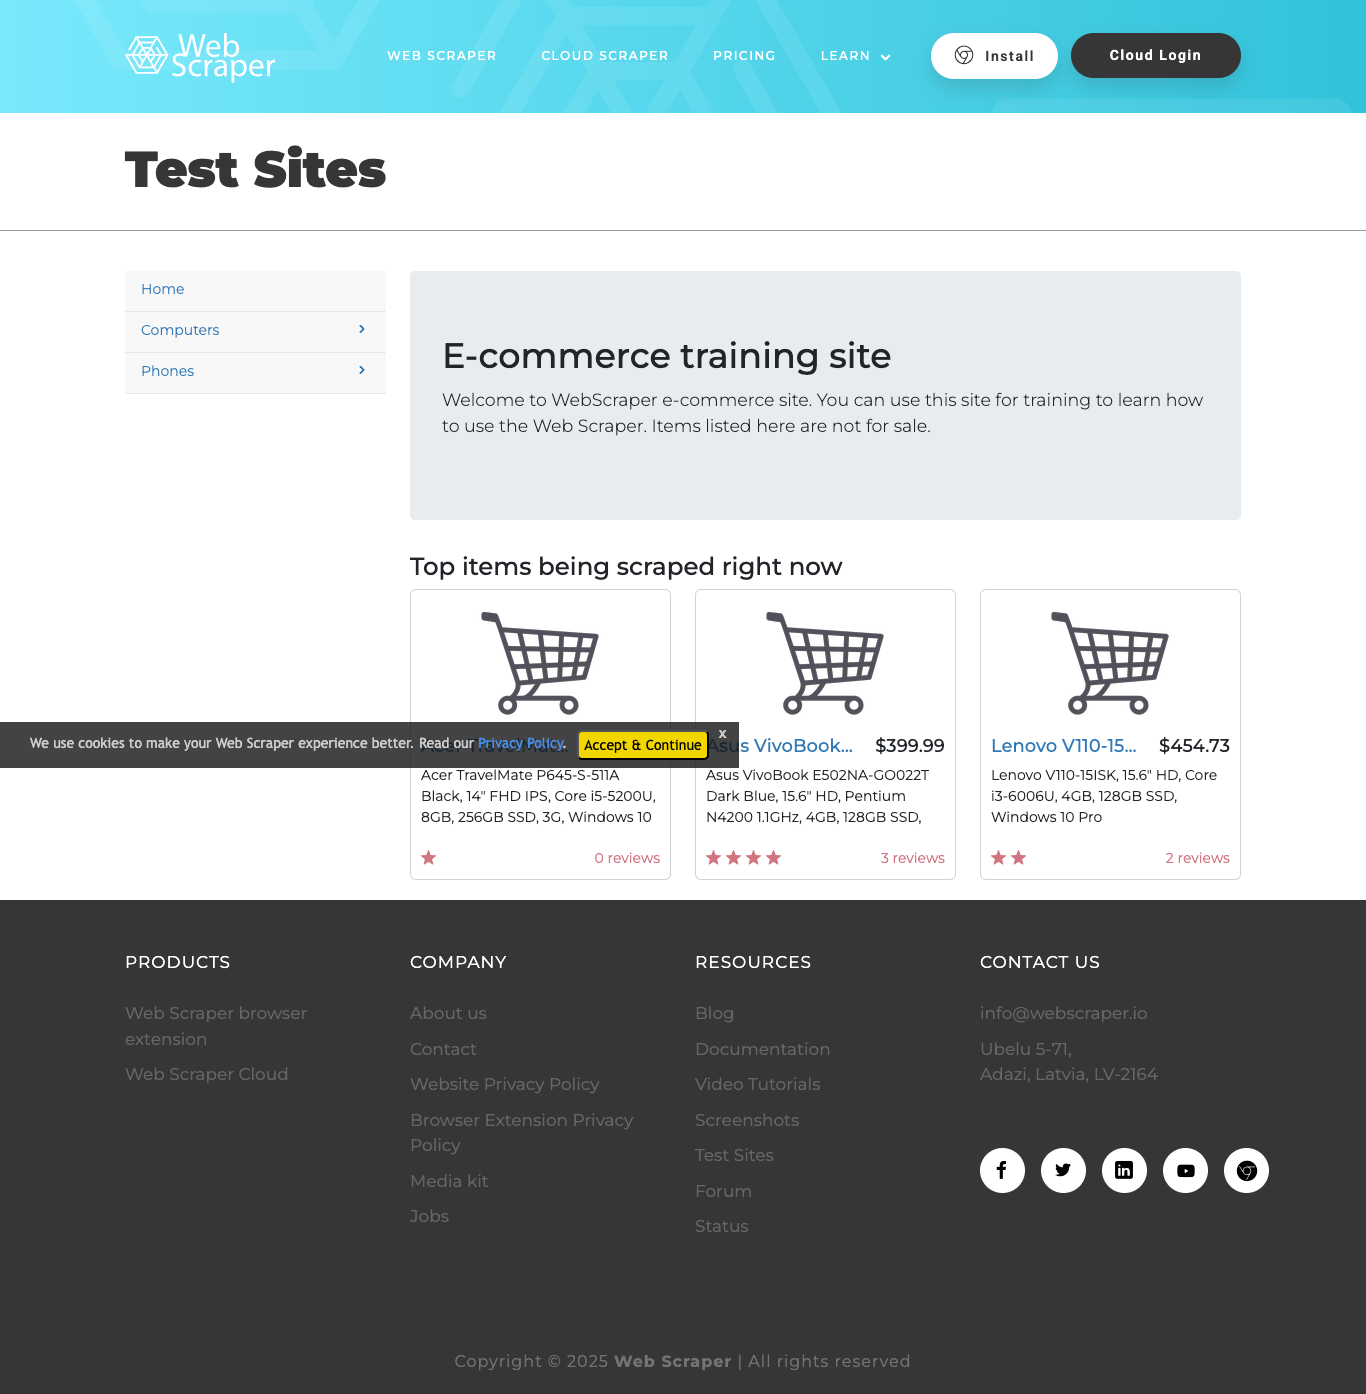 Web
Scraper
WEB SCRAPER
CLOUD SCRAPER
PRICING
LEARN
Install
Cloud Login
Test Sites
Home
Computers
Phones
E-commerce training site
Welcome to WebScraper e-commerce site. You can use this site for training to learn how
to use the Web Scraper. Items listed here are not for sale.
Top items being scraped right now
We use cookies to make your Web Scraper experience better. Read our Privacy Policy.
Accept & Continue
x
Acer TravelMate P645-S-511A
Black, 14" FHD IPS, Core i5-5200U,
8GB, 256GB SSD, 3G, Windows 10
0 reviews
Asus VivoBook... $399.99
Asus VivoBook E502NA-GO022T
Dark Blue, 15.6" HD, Pentium
N4200 1.1GHz, 4GB, 128GB SSD,
3 reviews
Lenovo V110-15... $454.73
Lenovo V110-15ISK, 15.6" HD, Core
i3-6006U, 4GB, 128GB SSD,
Windows 10 Pro
2 reviews
PRODUCTS
Web Scraper browser
extension
Web Scraper Cloud
COMPANY
About us
Contact
Website Privacy Policy
Browser Extension Privacy
Policy
Media kit
Jobs
RESOURCES
Blog
Documentation
Video Tutorials
Screenshots
Test Sites
Forum
Status
CONTACT US
info@webscraper.io
Ubelu 5-71,
Adazi, Latvia, LV-2164
Copyright © 2025 Web Scraper | All rights reserved